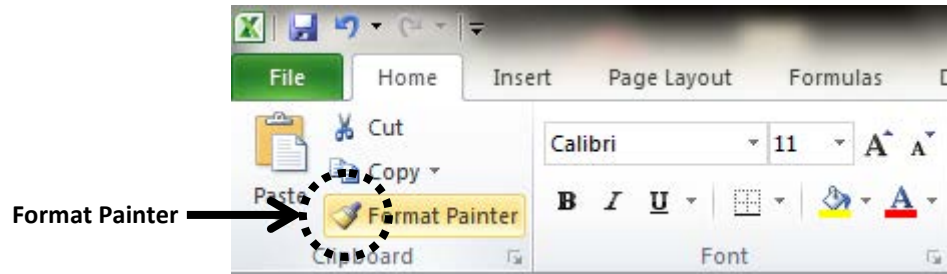 File Home Insert Page Layout Formulas
Cut
Calibri 11 A A
Copy
Paste
B I U A
Format Painter
Format Painter
Clipboard Font